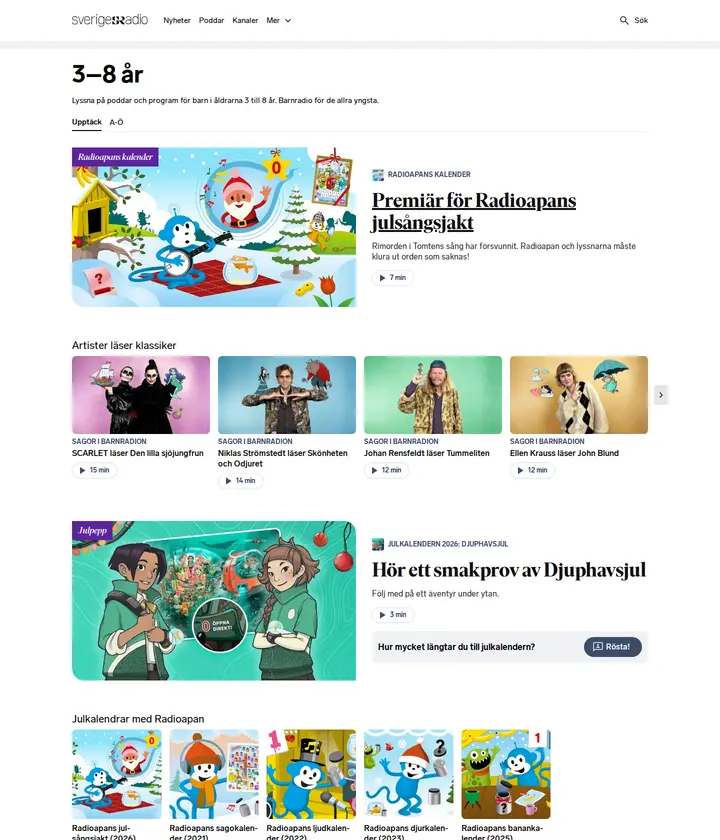 sverigesRadio
Nyheter
Poddar
Kanaler
Mer
Sök
3–8 år
Lyssna på poddar och program för barn i åldrarna 3 till 8 år. Barnradio för de allra yngsta.
Upptäck
A-Ö
Radioapans kalender
0
?
RADIOAPANS KALENDER
Premiär för Radioapans
julsångsjakt
Rimorden i Tomtens sång har försvunnit. Radioapan och lyssnarna måste
klura ut orden som saknas!
7 min
Artister läser klassiker
SAGOR I BARNRADION
SCARLET läser Den lilla sjöjungfrun
15 min
SAGOR I BARNRADION
Niklas Strömstedt läser Skönheten
och Odjuret
14 min
SAGOR I BARNRADION
Johan Rensfeldt läser Tummeliten
12 min
SAGOR I BARNRADION
Ellen Krauss läser John Blund
12 min
Julpepp
0 ÖPPNA
DIREKT!
JULKALENDERN 2026: DJUPHAVSJUL
Hör ett smakprov av Djuphavsjul
Följ med på ett äventyr under ytan.
3 min
Hur mycket längtar du till julkalendern?
Rösta!
Julkalendrar med Radioapan
0
1
?
1
Radioapans jul-
sångsjakt (2026)
Radioapans sagokalen-
der (2021)
Radioapans ljudkalen-
der (2022)
Radioapans djurkalen-
der (2023)
Radioapans bananka-
lender (2025)